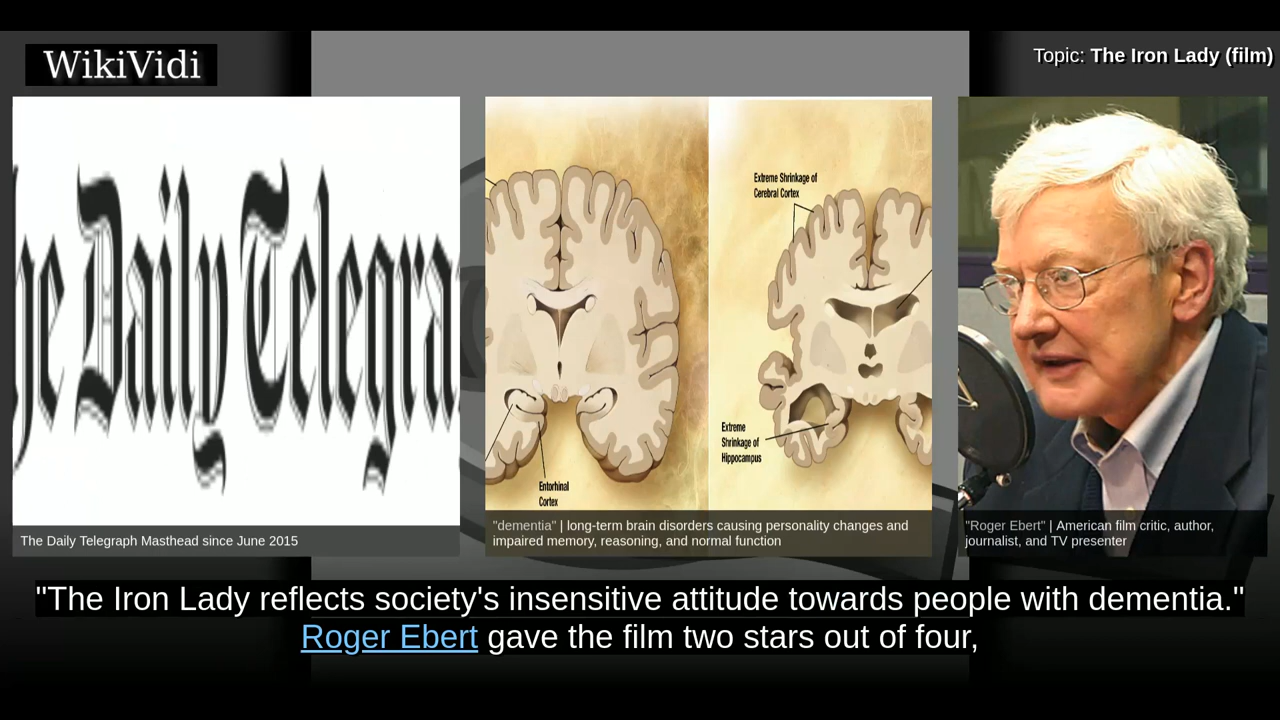 WikiVidi
Topic: The Iron Lady (film)
he Daily Telegra
Extreme Shrinkage of
Cerebral Cortex
Extreme
Shrinkage of
Hippocampus
Entorhinal
Cortex
The Daily Telegraph Masthead since June 2015
"dementia" | long-term brain disorders causing personality changes and
impaired memory, reasoning, and normal function
"Roger Ebert" | American film critic, author,
journalist, and TV presenter
"The Iron Lady reflects society's insensitive attitude towards people with dementia."
Roger Ebert gave the film two stars out of four,